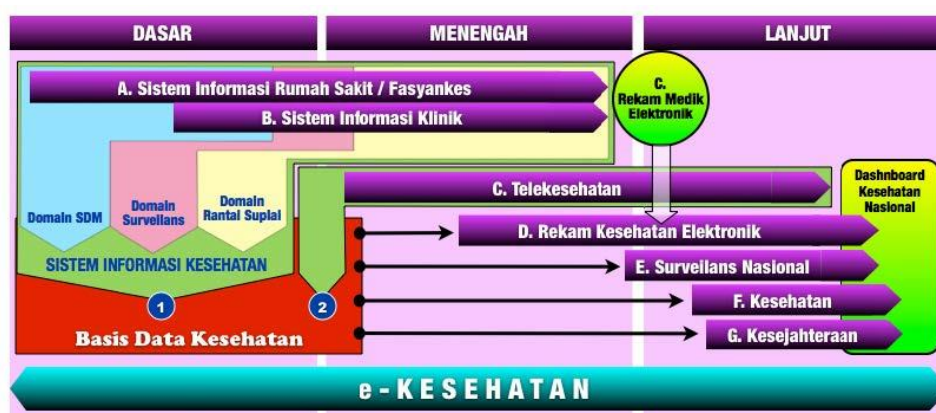 DASAR
MENENGAH
LANJUT
A. Sistem Informasi Rumah Sakit / Fasyankes
B. Sistem Informasi Klinik
C.
Rekam Medik
Elektronik
C. Telekesehatan
Dashnboard
Kesehatan
Nasional
Domain SDM
Domain
Surveilans
Domain
Rantai Suplai
D. Rekam Kesehatan Elektronik
SISTEM INFORMASI KESEHATAN
E. Surveilans Nasional
1
2
F. Kesehatan
Basis Data Kesehatan
G. Kesejahteraan
e-KESEHATAN